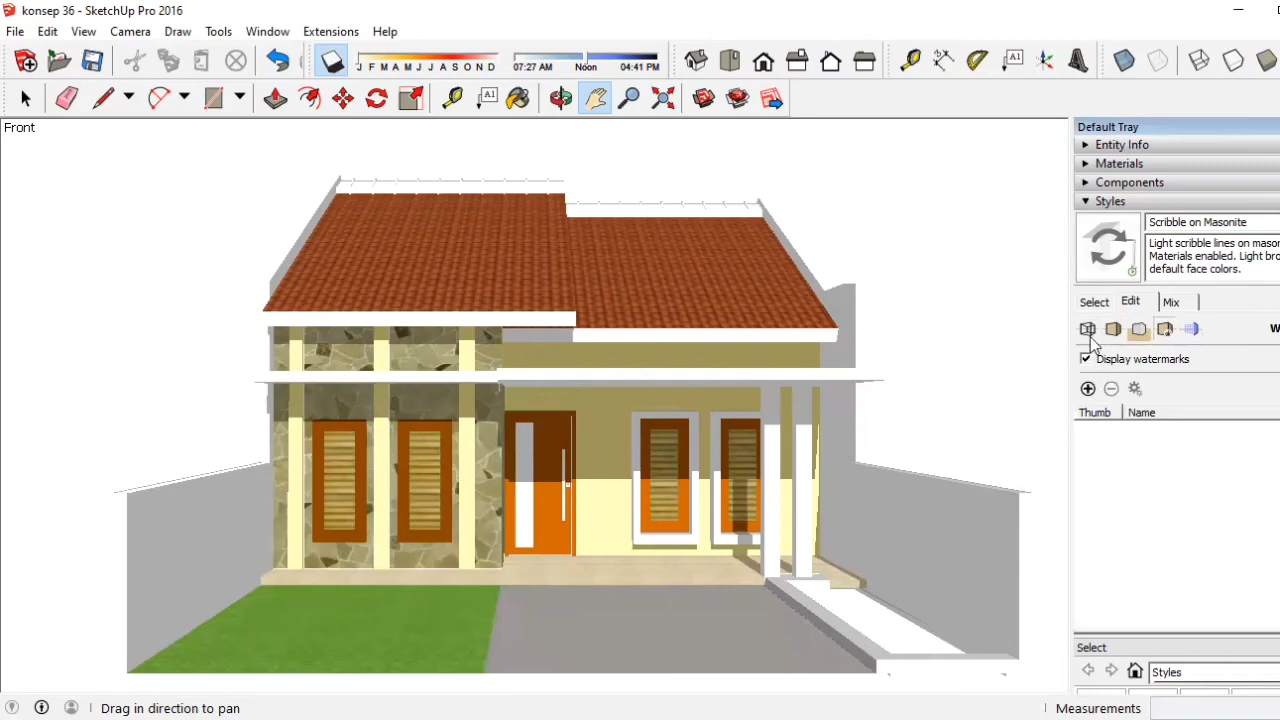 konsep 36 - SketchUp Pro 2016
File Edit View Camera Draw Tools Window Extensions Help
J F M A M J J A S O N D
07:27 AM Noon 04:41 PM
A1
A1
Front
Default Tray
Entity Info
Materials
Components
Styles
Scribble on Masonite
Light scribble lines on maso
Materials enabled. Light bro
default face colors.
Select Edit Mix
W
Display watermarks
Thumb Name
Select
Styles
Drag in direction to pan
Measurements